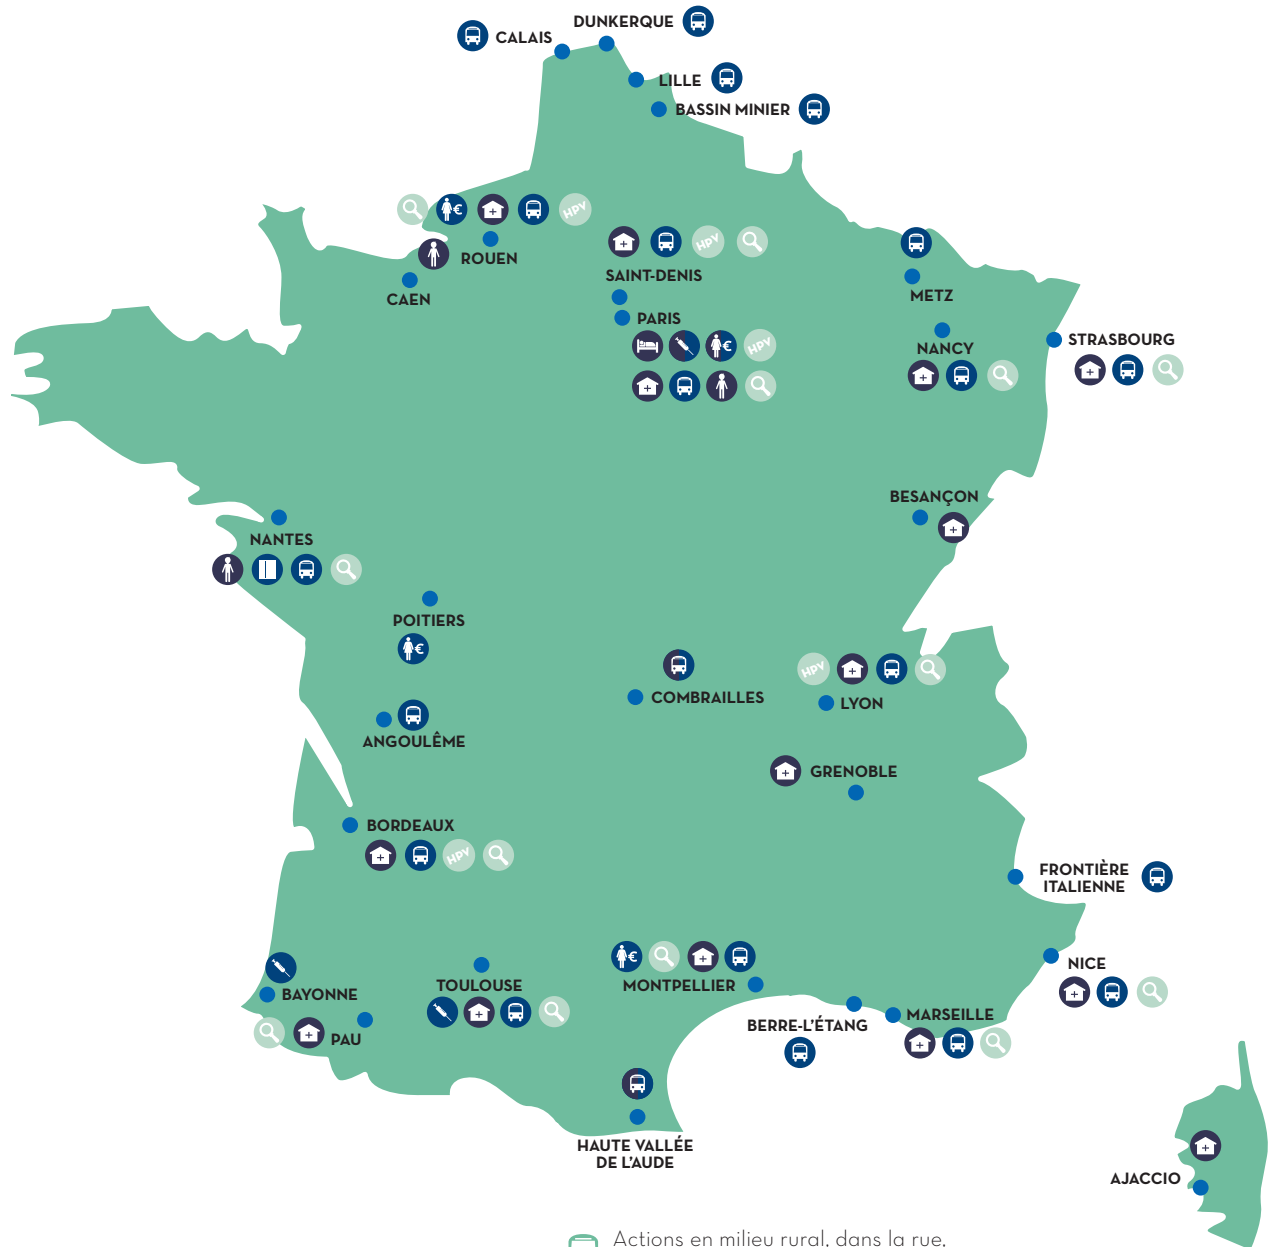 DUNKERQUE
CALAIS
LILLE
BASSIN MINIER
€ + HPV
ROUEN
CAEN
+ HPV
SAINT-DENIS
PARIS
€ HPV
+
METZ
NANCY
+
STRASBOURG
+
BESANÇON
+
NANTES
POITIERS
€
COMBRAILLES
HPV +
LYON
ANGOULÊME
+ GRENOBLE
BORDEAUX
+ HPV
FRONTIÈRE
ITALIENNE
€ +
MONTPELLIER
NICE
+
TOULOUSE
+
BAYONNE
+ PAU
BERRE-L'ÉTANG
MARSEILLE
+
HAUTE VALLÉE
DE L'AUDE
+
AJACCIO
Actions en milieu rural, dans la rue,